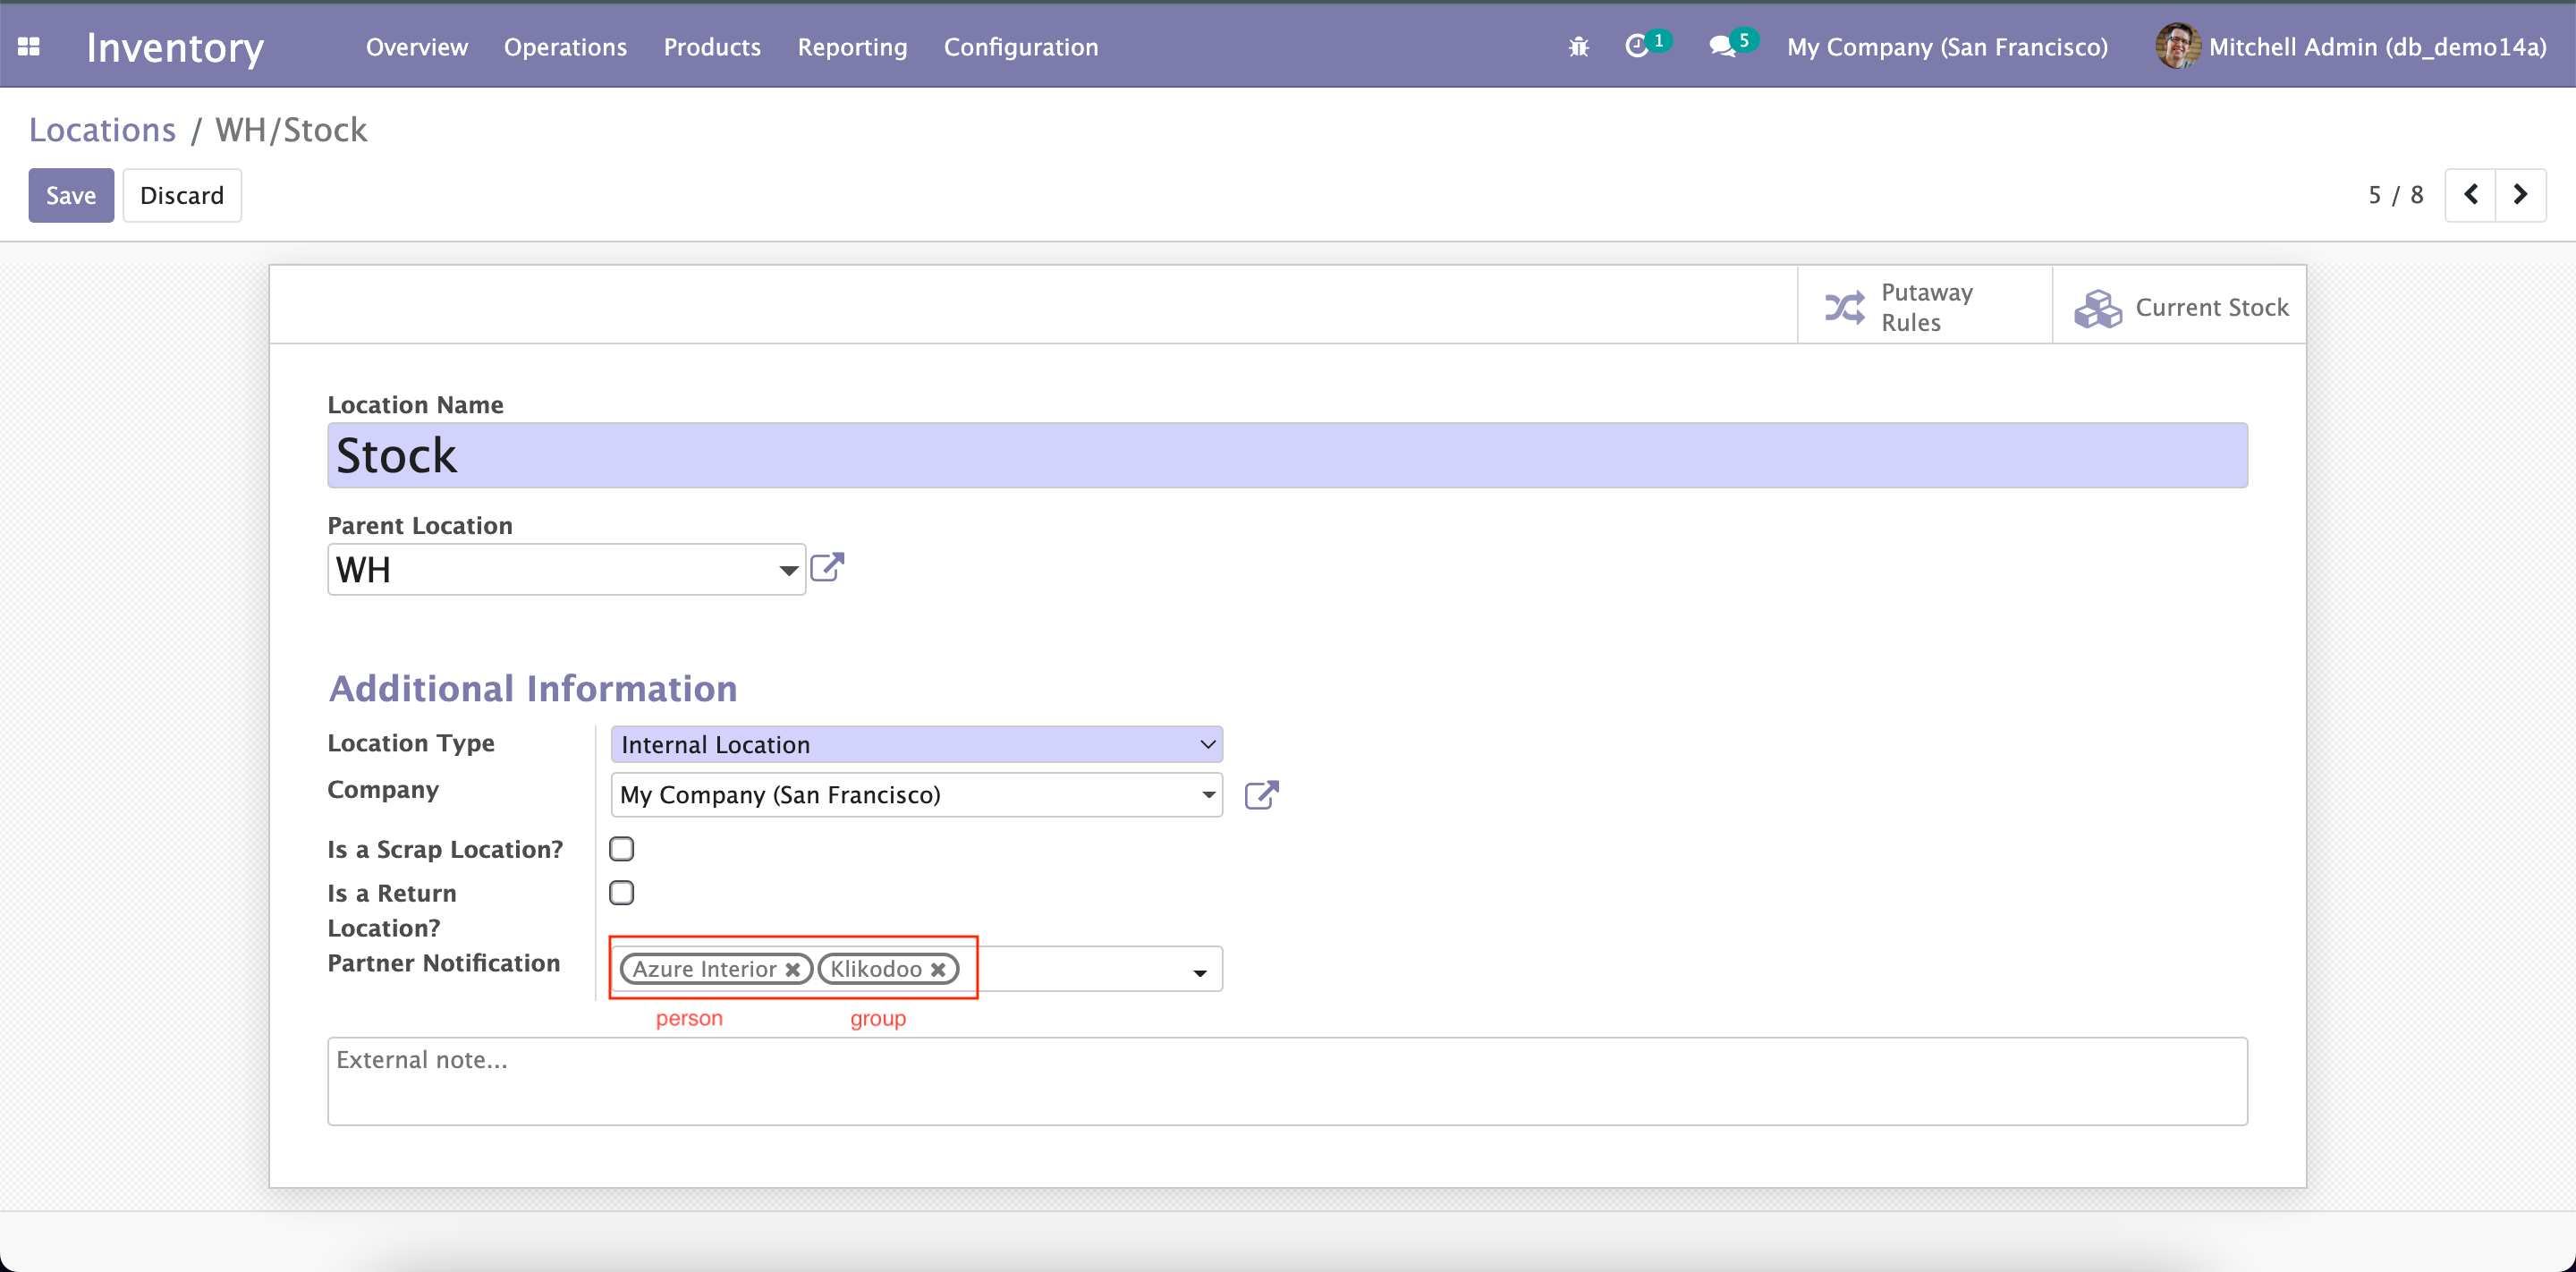 Inventory Overview Operations Products Reporting Configuration 1 5 My Company (San Francisco) Mitchell Admin (db_demo14a)
Locations / WH/Stock
Save Discard 5 / 8
Putaway
Rules
Current Stock
Location Name
Stock
Parent Location
WH
Additional Information
Location Type Internal Location
Company My Company (San Francisco)
Is a Scrap Location?
Is a Return
Location?
Partner Notification Azure Interior Klikodoo
person group
External note...